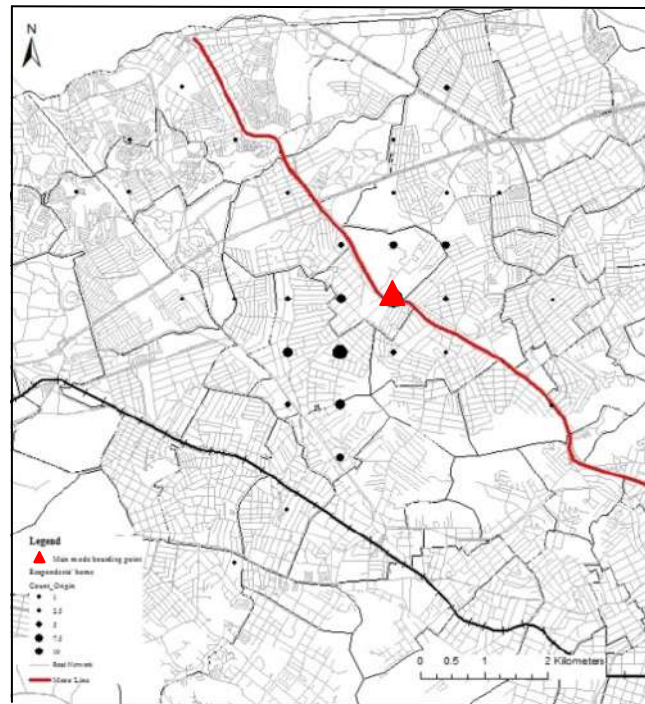 N
Legend
Main mode boarding point
Respondents' home
Count_Origin
1
2.5
5
7.5
10
Road Network
Metro Line
0 0.5 1 2 Kilometers